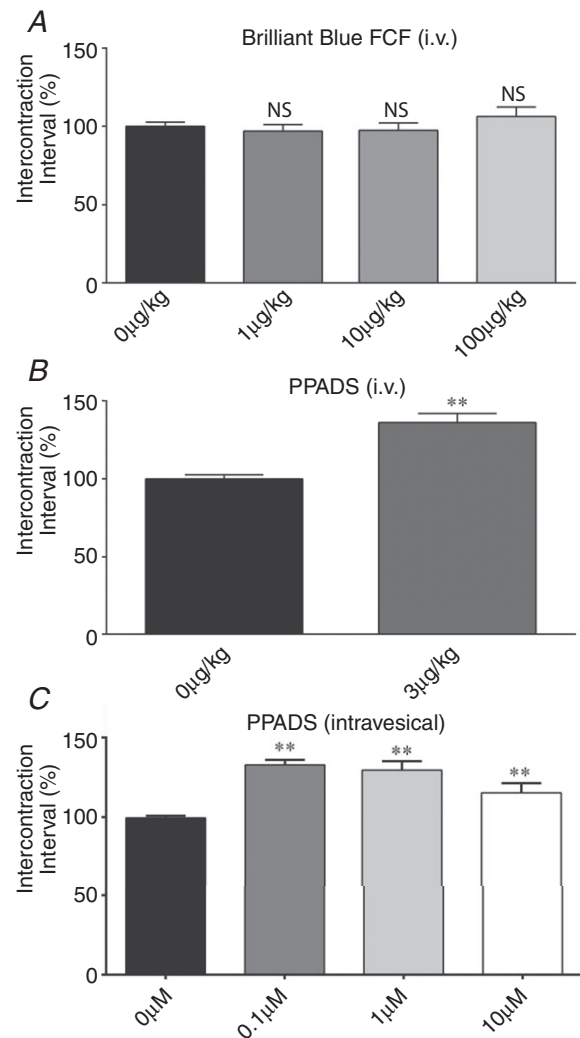 A
Brilliant Blue FCF (i.v.)
Intercontraction
Interval (%)
150
100
50
0
NS
NS
NS
0µg/kg
1µg/kg
10µg/kg
100µg/kg
B
PPADS (i.v.)
Intercontraction
Interval (%)
150
100
50
0
**
0µg/kg
3µg/kg
C
PPADS (intravesical)
Intercontraction
Interval (%)
150
100
50
0
**
**
**
0µM
0.1µM
1µM
10µM